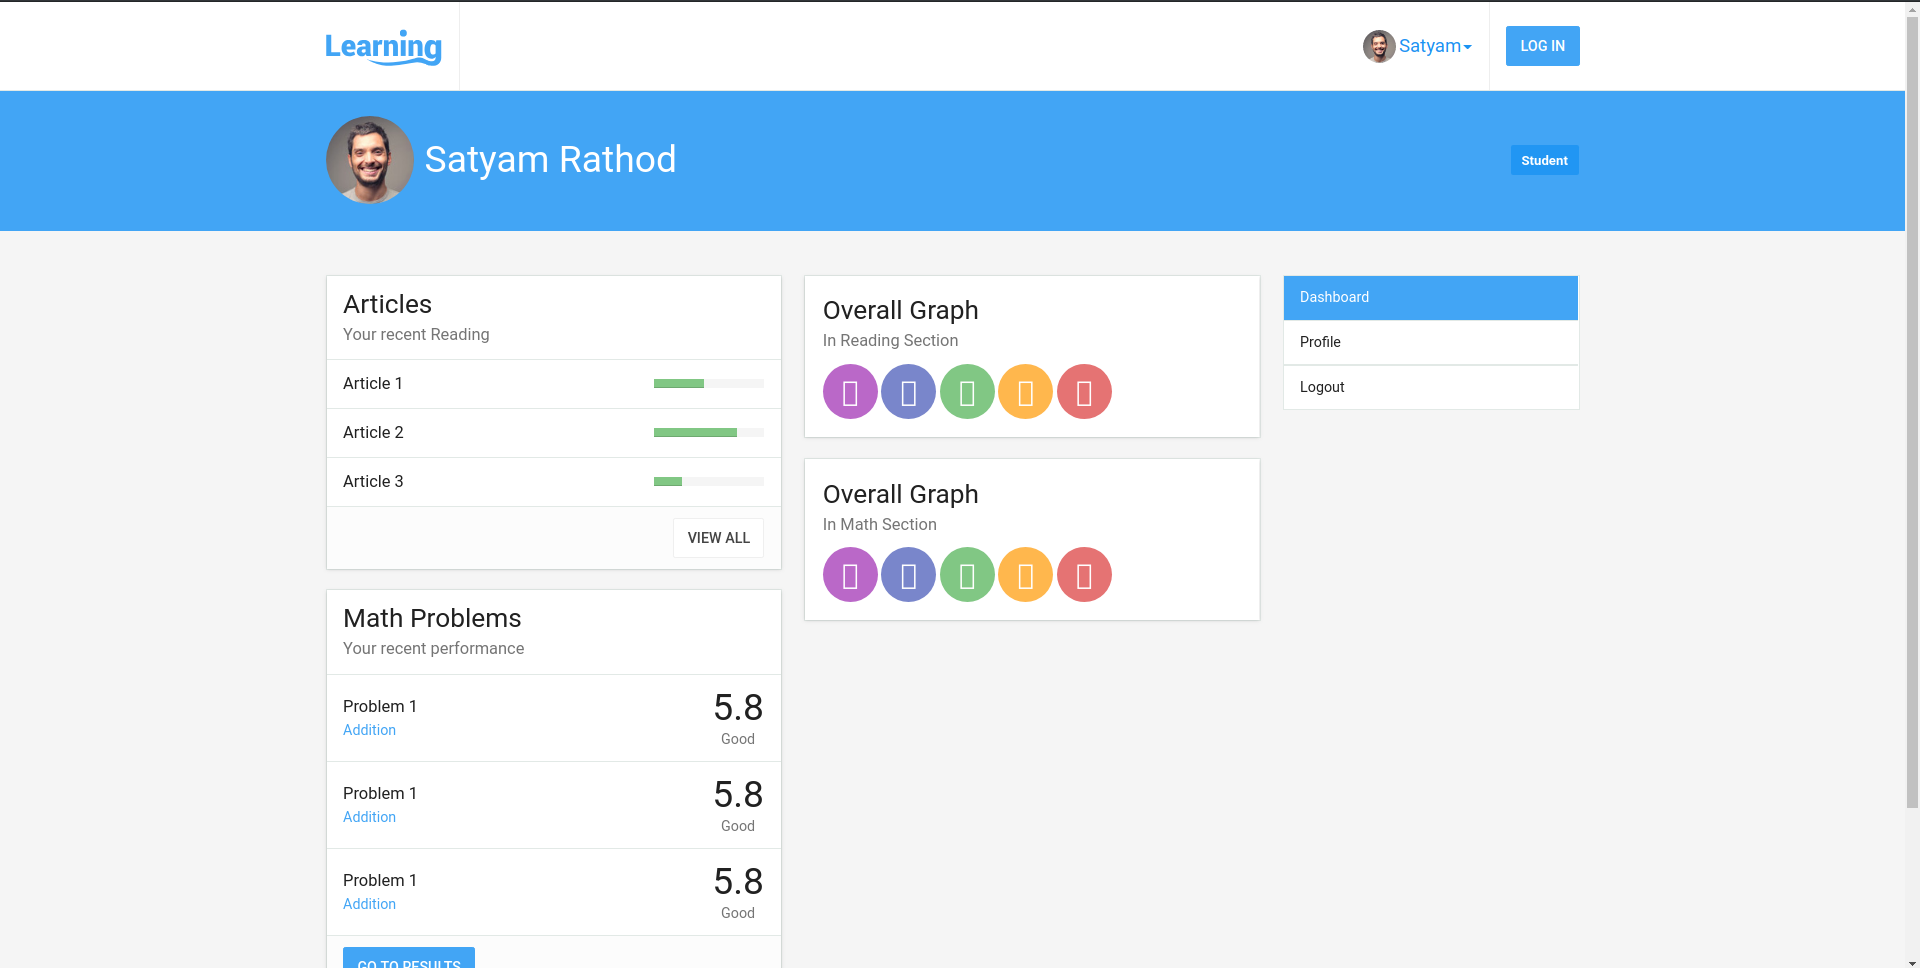 Learning
Satyam
LOG IN
Satyam Rathod
Student
Articles
Your recent Reading
Article 1
Article 2
Article 3
VIEW ALL
Math Problems
Your recent performance
Problem 1
5.8
Addition
Good
Problem 1
5.8
Addition
Good
Problem 1
5.8
Addition
Good
GO TO RESULTS
Overall Graph
In Reading Section
Overall Graph
In Math Section
Dashboard
Profile
Logout